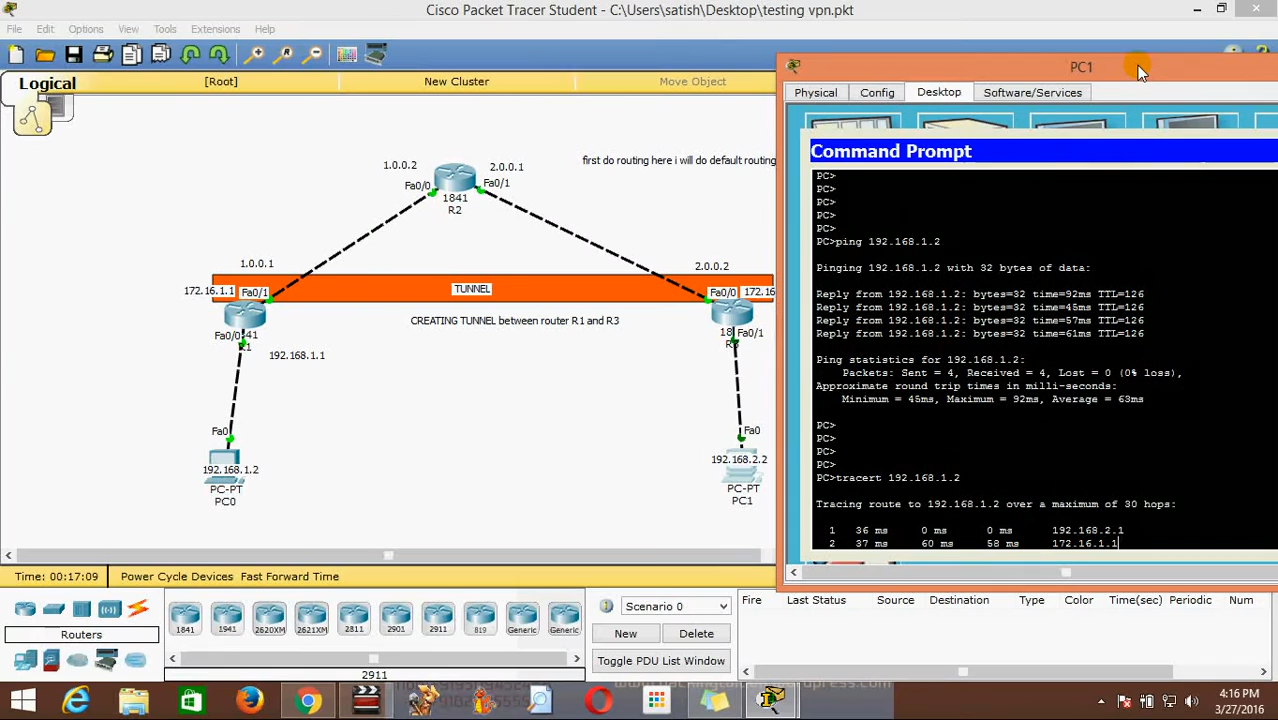 Cisco Packet Tracer Student - C:\Users\satish\Desktop\testing vpn.pkt
File Edit Options View Tools Extensions Help
Logical [Root] New Cluster Move Object
first do routing here i will do default routing
1.0.0.2 2.0.0.1
Fa0/0 Fa0/1
1841
R2
1.0.0.1 2.0.0.2
172.16.1.1 Fa0/1 TUNNEL Fa0/0 172.16
CREATING TUNNEL between router R1 and R3
Fa0/0 Fa0/1
192.168.1.1
Fa0 Fa0
192.168.1.2 192.168.2.2
PC-PT PC-PT
PC0 PC1
PC1
Physical Config Desktop Software/Services
Command Prompt
PC>
PC>
PC>
PC>
PC>
PC>ping 192.168.1.2
Pinging 192.168.1.2 with 32 bytes of data:
Reply from 192.168.1.2: bytes=32 time=92ms TTL=126
Reply from 192.168.1.2: bytes=32 time=45ms TTL=126
Reply from 192.168.1.2: bytes=32 time=57ms TTL=126
Reply from 192.168.1.2: bytes=32 time=61ms TTL=126
Ping statistics for 192.168.1.2:
Packets: Sent = 4, Received = 4, Lost = 0 (0% loss),
Approximate round trip times in milli-seconds:
Minimum = 45ms, Maximum = 92ms, Average = 63ms
PC>
PC>
PC>
PC>
PC>tracert 192.168.1.2
Tracing route to 192.168.1.2 over a maximum of 30 hops:
1 36 ms 0 ms 0 ms 192.168.2.1
2 37 ms 60 ms 58 ms 172.16.1.1
Time: 00:17:09 Power Cycle Devices Fast Forward Time
Routers
1841 1941 2620XM 2621XM 2811 2901 2911 819 Generic Generic
2911
Scenario 0
New Delete
Toggle PDU List Window
Fire Last Status Source Destination Type Color Time(sec) Periodic Num
4:16 PM
3/27/2016